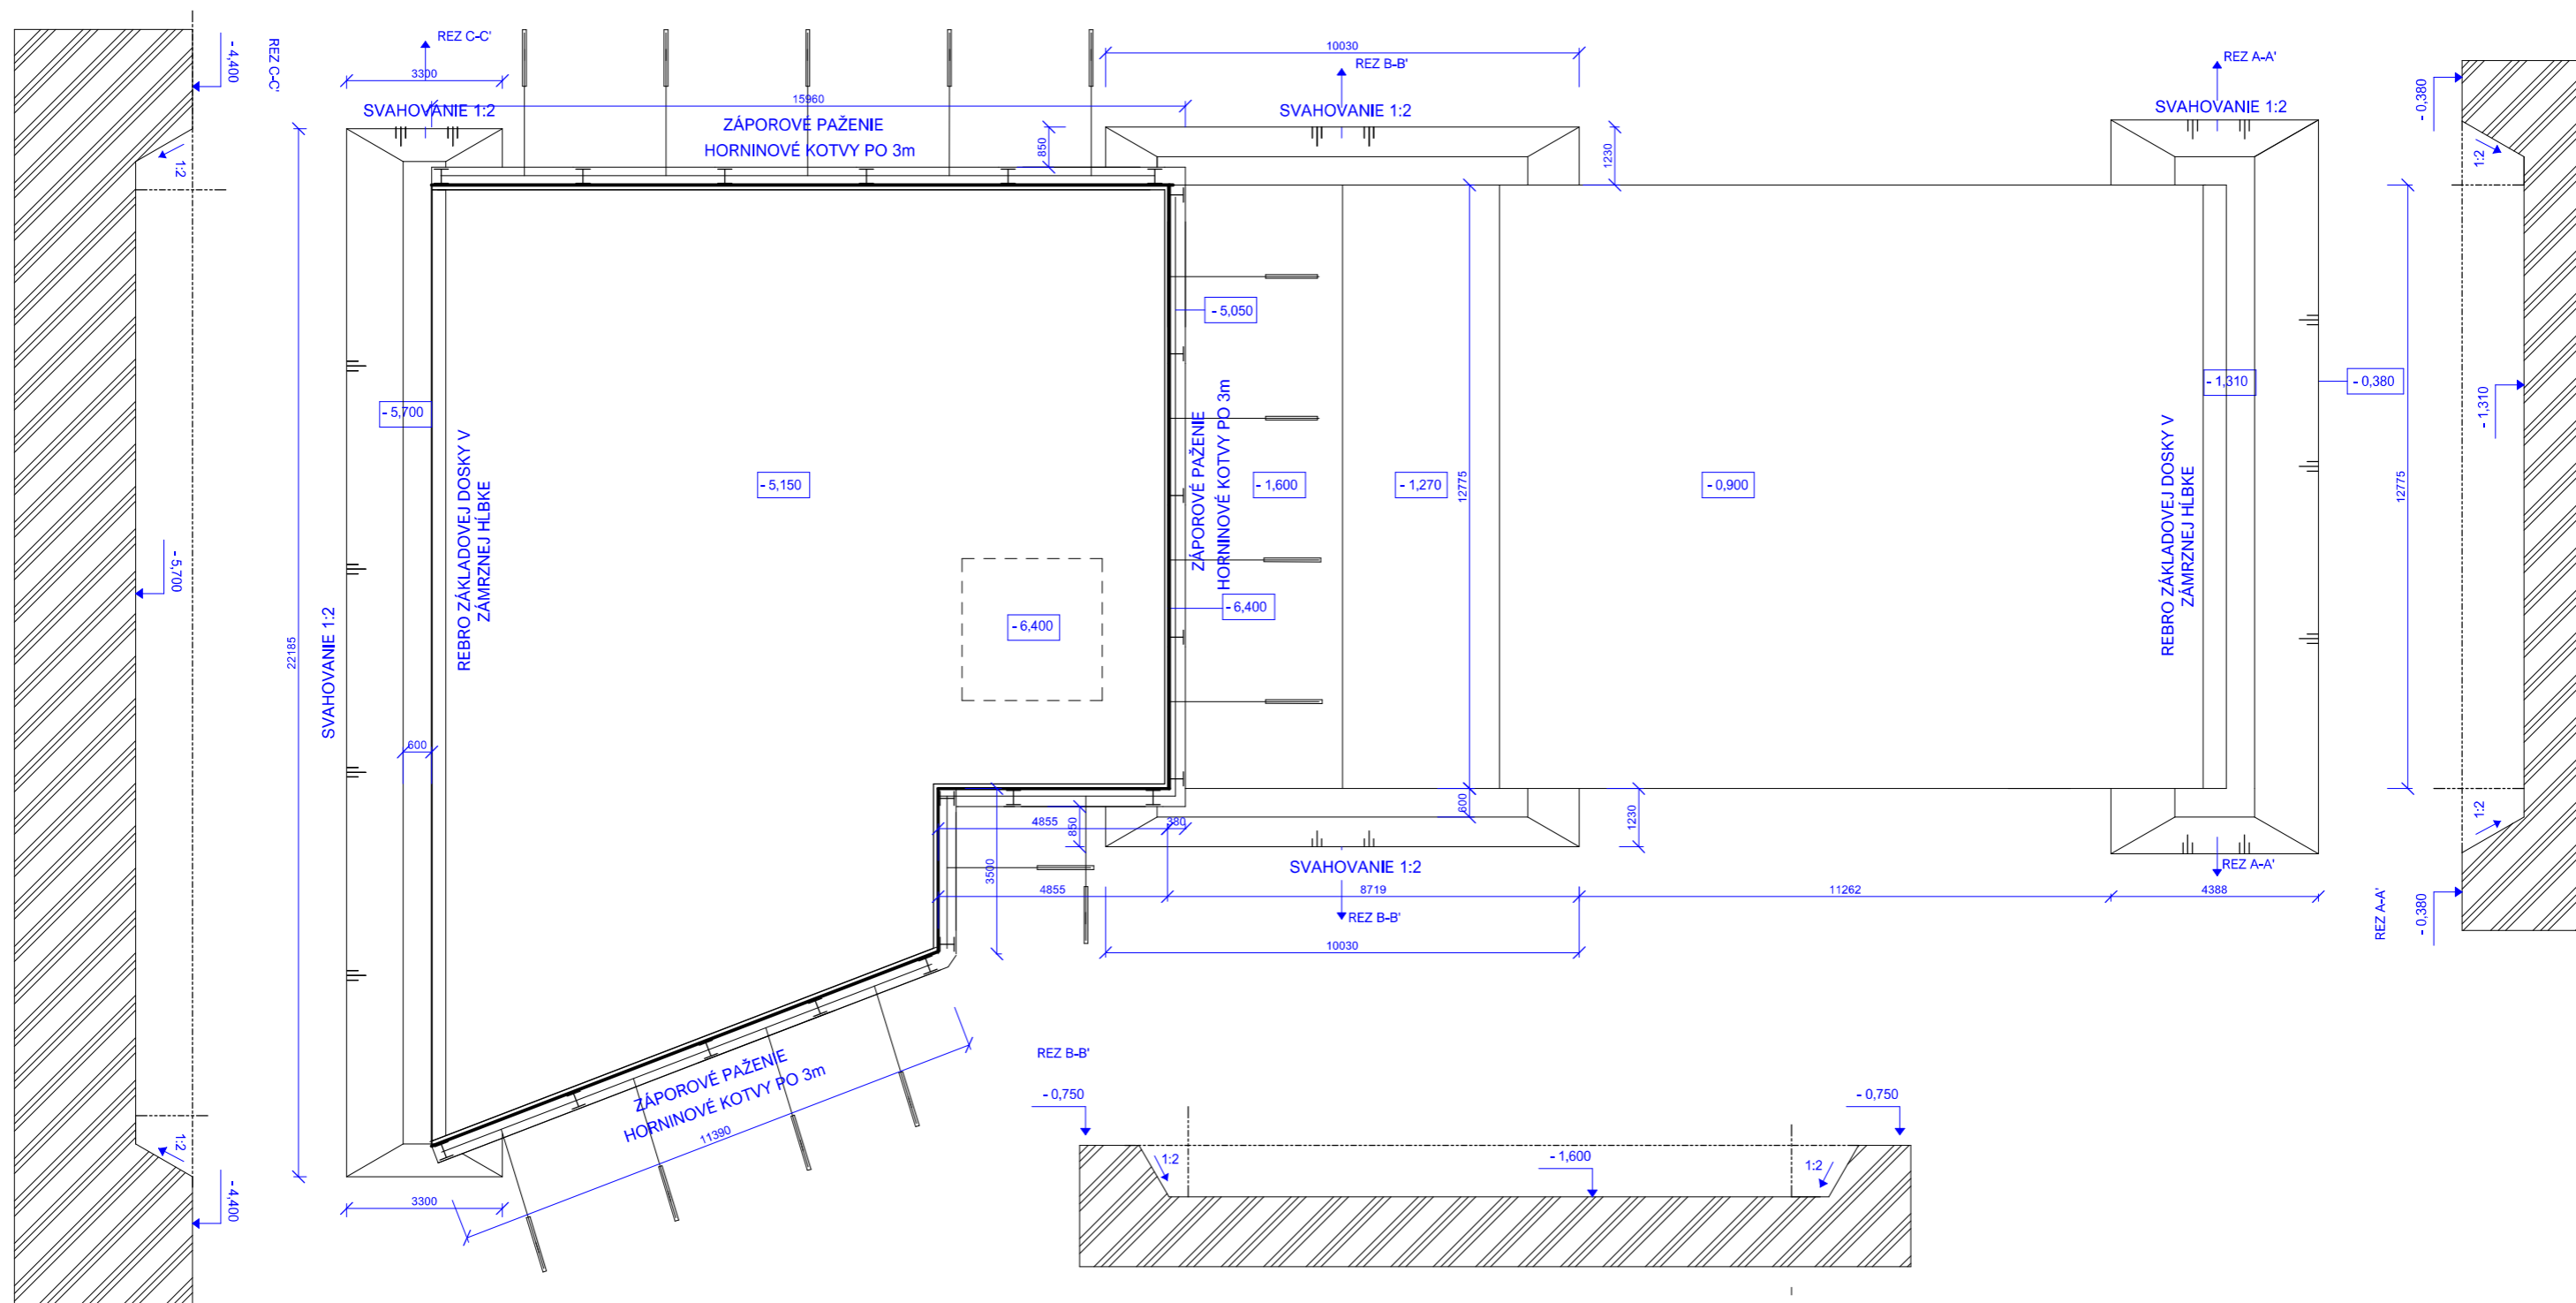 - 4,400
REZ C-C'
1:2
- 5,700
1:2
- 4,400
REZ C-C'
3300
SVAHOVANIE 1:2
15960
ZÁPOROVÉ PAŽENIE
HORNINOVÉ KOTVY PO 3m
850
10030
REZ B-B'
SVAHOVANIE 1:2
1230
REZ A-A'
SVAHOVANIE 1:2
- 5,700
REBRO ZÁKLADOVEJ DOSKY V
ZÁMRZNEJ HĹBKE
- 5,150
- 6,400
- 5,050
ZÁPOROVÉ PAŽENIE
HORNINOVÉ KOTVY PO 3m
- 6,400
- 1,600
- 1,270
12775
- 0,900
REBRO ZÁKLADOVEJ DOSKY V
ZÁMRZNEJ HĹBKE
- 1,310
- 0,380
12775
22185
SVAHOVANIE 1:2
600
4855
380
850
3500
600
1230
SVAHOVANIE 1:2
REZ A-A'
4855
8719
11262
4388
REZ B-B'
10030
ZÁPOROVÉ PAŽENIE
HORNINOVÉ KOTVY PO 3m
11390
3300
REZ B-B'
- 0,750
- 0,750
1:2
- 1,600
1:2
- 0,380
1:2
- 1,310
1:2
REZ A-A'
- 0,380